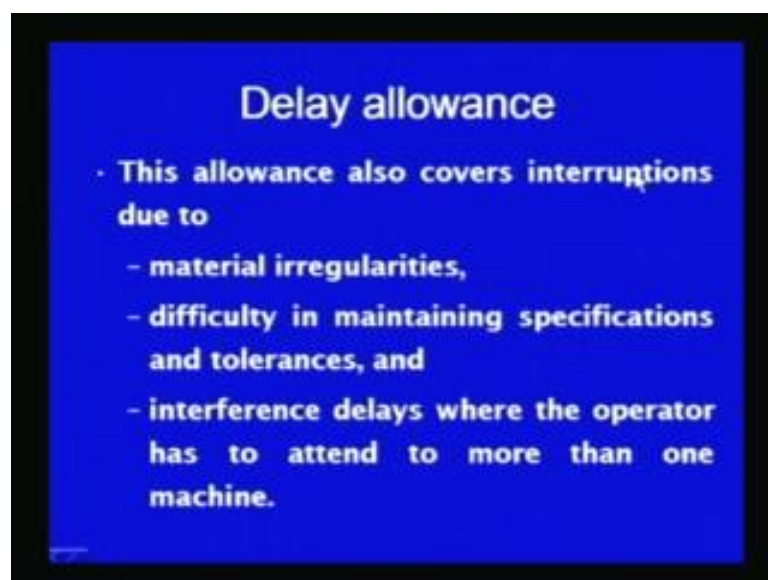 Delay allowance
· This allowance also covers interruptions
due to
– material irregularities,
– difficulty in maintaining specifications
and tolerances, and
– interference delays where the operator
has to attend to more than one
machine.